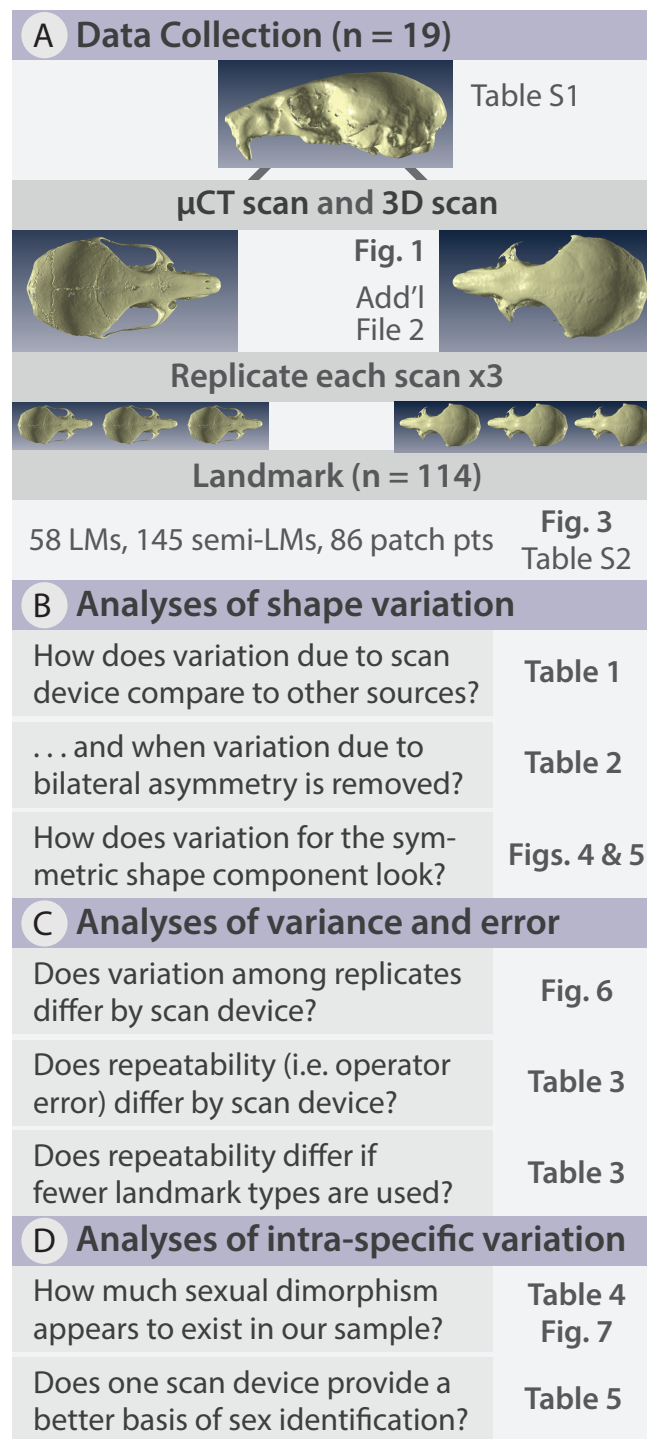 A Data Collection (n = 19)
Table S1
μCT scan and 3D scan
Fig. 1
Add'l
File 2
Replicate each scan x3
Landmark (n = 114)
58 LMs, 145 semi-LMs, 86 patch pts
Fig. 3
Table S2
B Analyses of shape variation
How does variation due to scan
device compare to other sources?
Table 1
. . . and when variation due to
bilateral asymmetry is removed?
Table 2
How does variation for the sym-
metric shape component look?
Figs. 4 & 5
C Analyses of variance and error
Does variation among replicates
differ by scan device?
Fig. 6
Does repeatability (i.e. operator
error) differ by scan device?
Table 3
Does repeatability differ if
fewer landmark types are used?
Table 3
D Analyses of intra-specific variation
How much sexual dimorphism
appears to exist in our sample?
Table 4
Fig. 7
Does one scan device provide a
better basis of sex identification?
Table 5